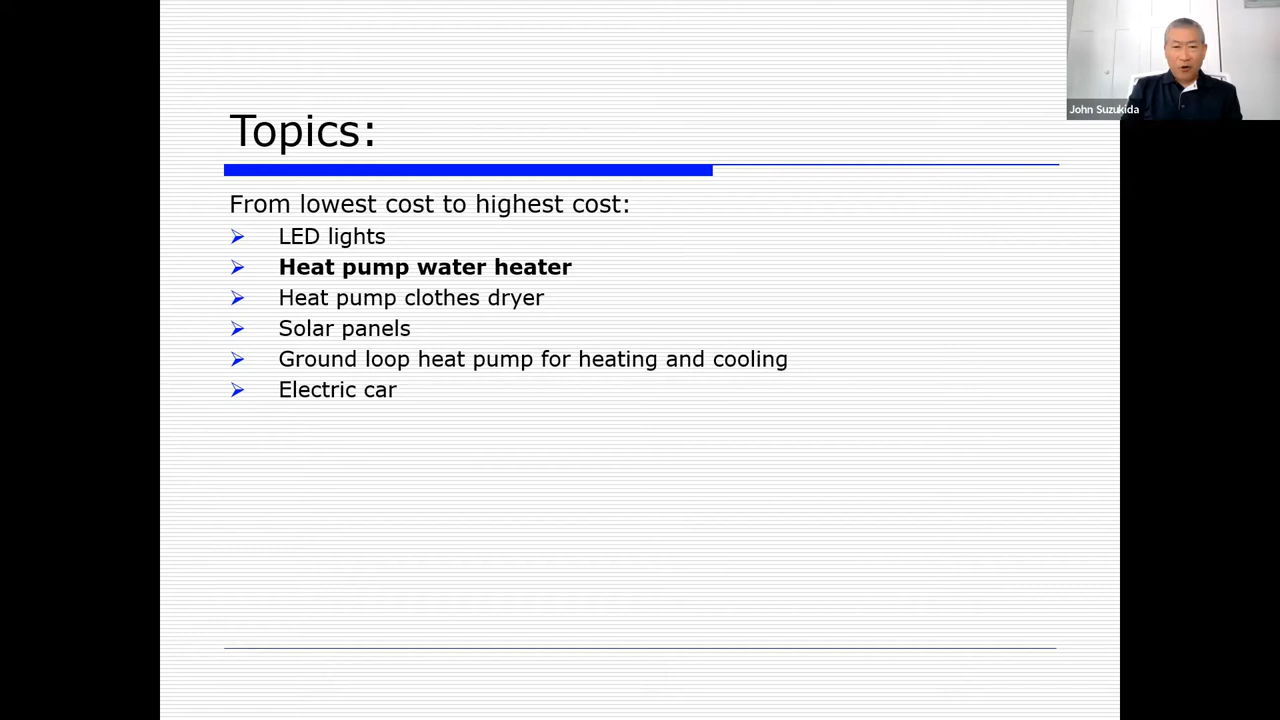 Topics:
From lowest cost to highest cost:
LED lights
Heat pump water heater
Heat pump clothes dryer
Solar panels
Ground loop heat pump for heating and cooling
Electric car
John Suzukida